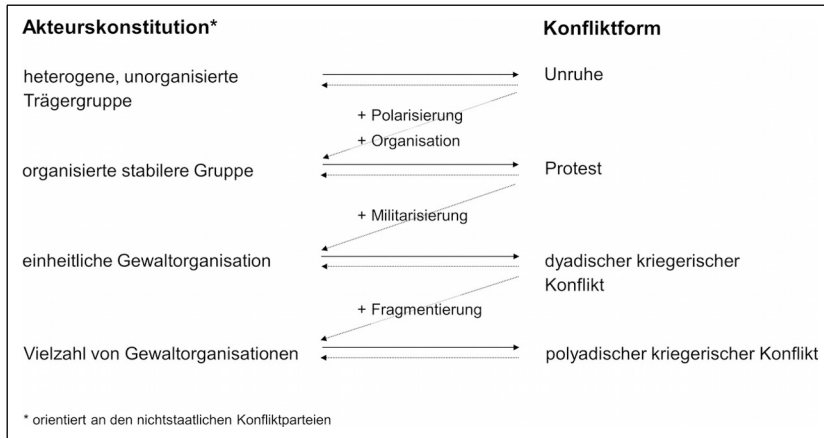 Akteurskonstitution*
Konfliktform
heterogene, unorganisierte
Trägergruppe
Unruhe
+ Polarisierung
+ Organisation
organisierte stabilere Gruppe
Protest
+ Militarisierung
einheitliche Gewaltorganisation
dyadischer kriegerischer
Konflikt
+ Fragmentierung
Vielzahl von Gewaltorganisationen
polyadischer kriegerischer Konflikt
* orientiert an den nichtstaatlichen Konfliktparteien